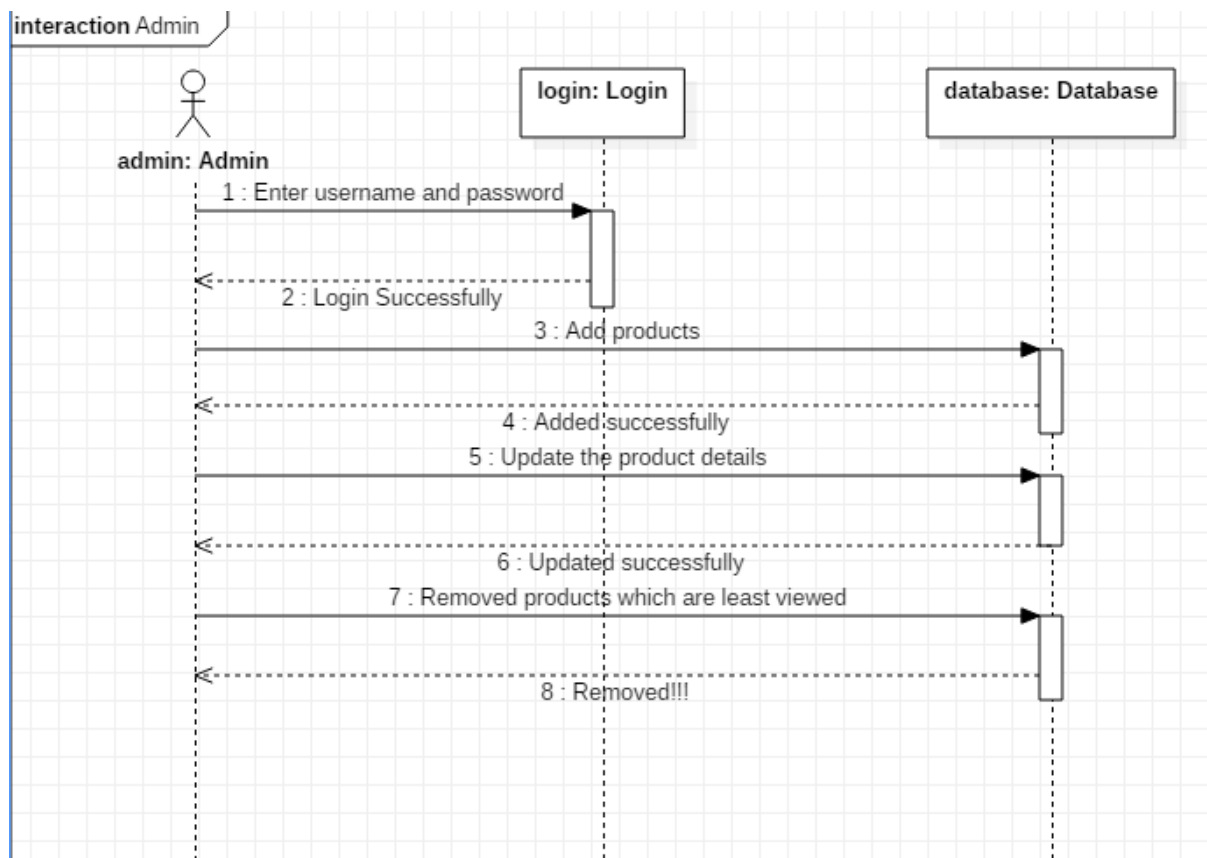 interaction Admin
login: Login
database: Database
admin: Admin
1 : Enter username and password
2 : Login Successfully
3 : Add products
4 : Added successfully
5 : Update the product details
6 : Updated successfully
7 : Removed products which are least viewed
8 : Removed!!!